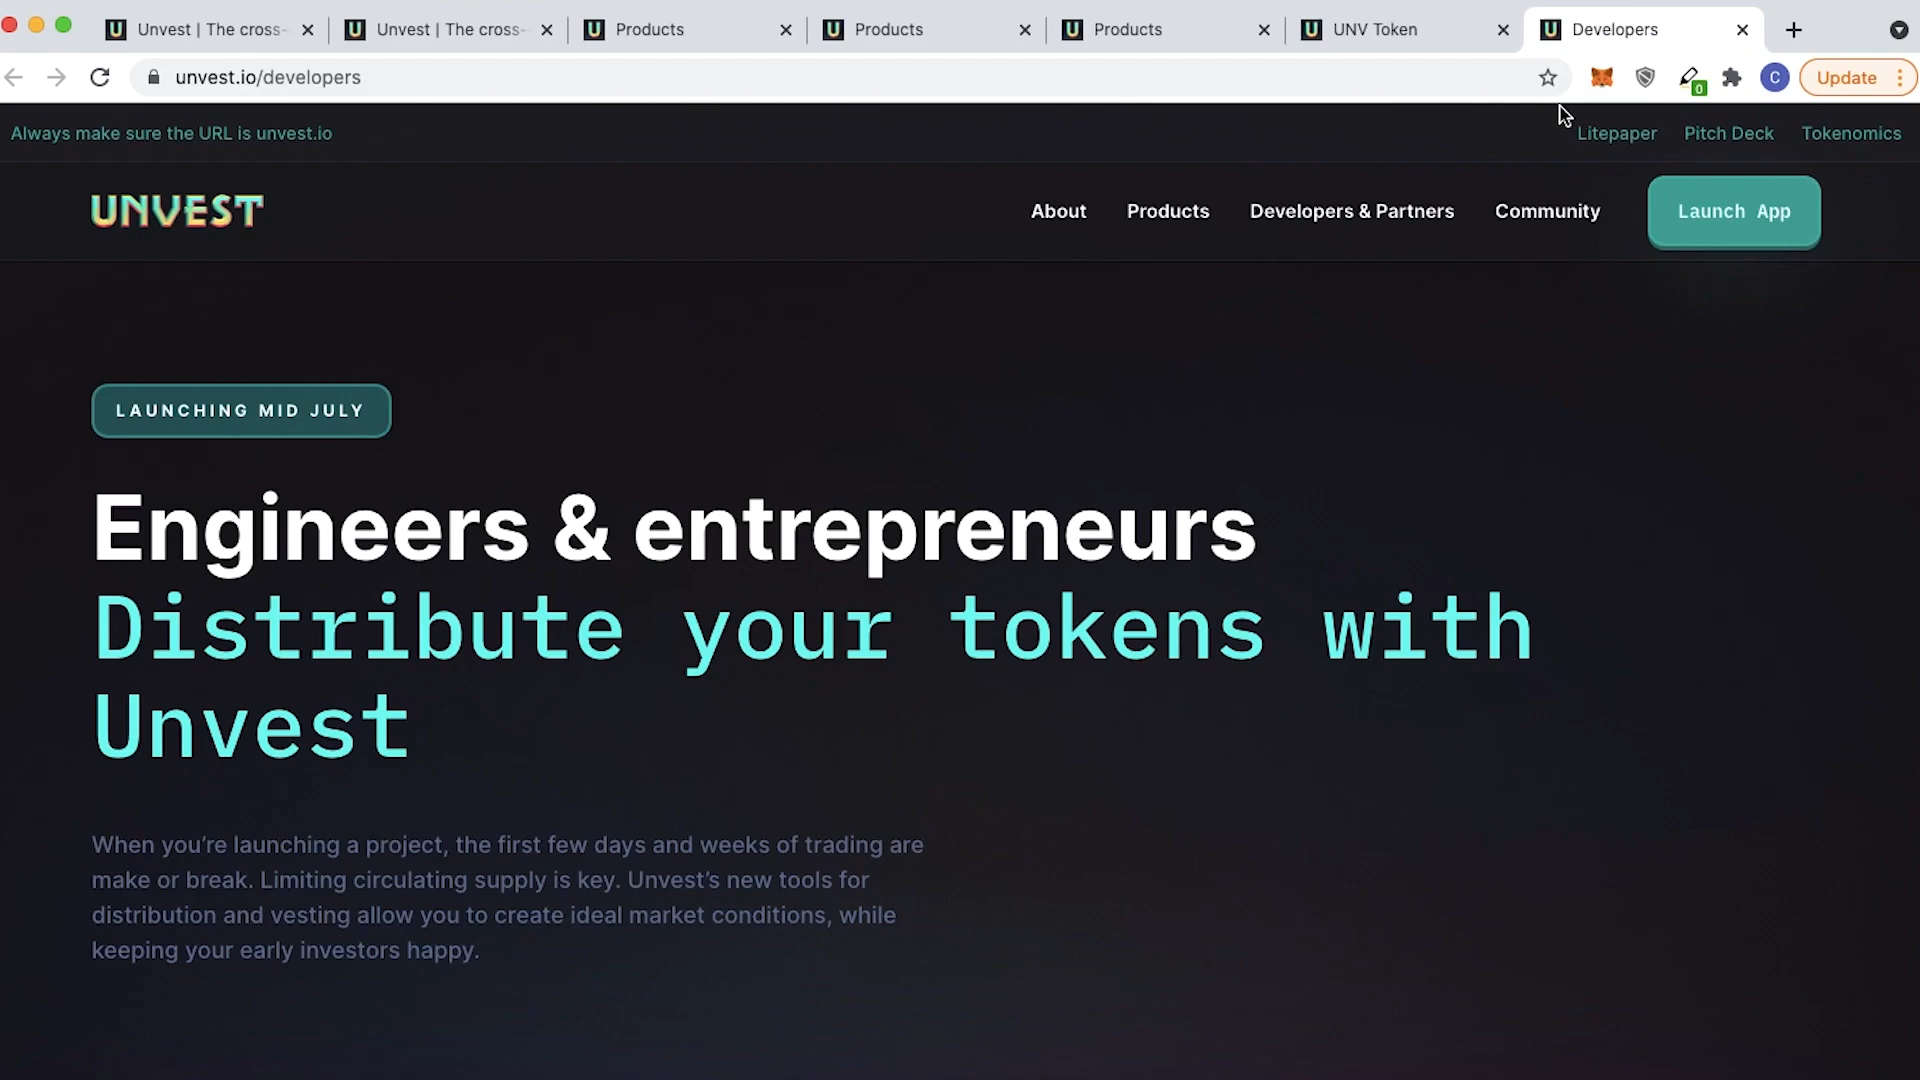 Unvest | The cross-
Unvest | The cross-
Products
Products
Products
UNV Token
Developers
unvest.io/developers
0
C
Update
Always make sure the URL is unvest.io
Litepaper
Pitch Deck
Tokenomics
UNVEST
About
Products
Developers & Partners
Community
Launch App
LAUNCHING MID JULY
Engineers & entrepreneurs
Distribute your tokens with
Unvest
When you’re launching a project, the first few days and weeks of trading are
make or break. Limiting circulating supply is key. Unvest’s new tools for
distribution and vesting allow you to create ideal market conditions, while
keeping your early investors happy.